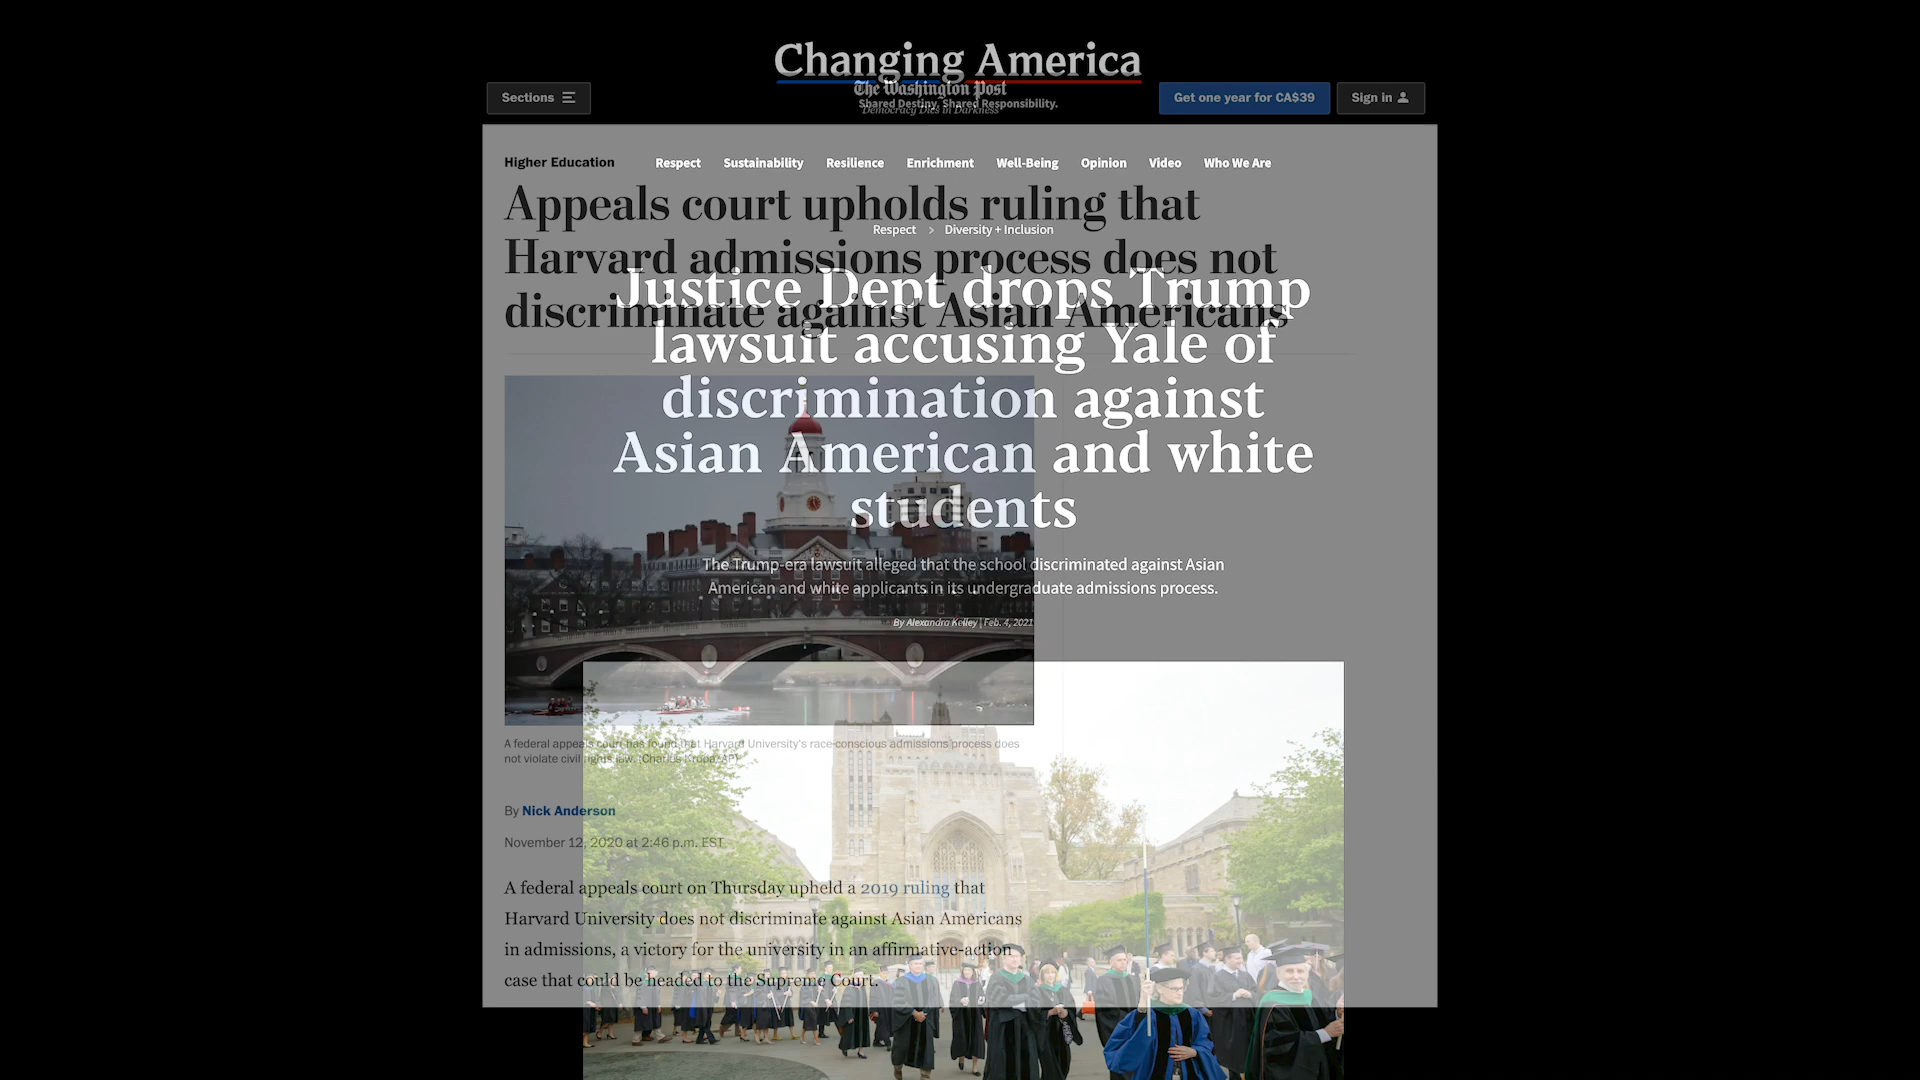 Changing America
The Washington Post
Shared Destiny. Shared Responsibility.
Democracy Dies in Darkness
Sections
Get one year for CA$39
Sign in
Higher Education
Respect Sustainability Resilience Enrichment Well-Being Opinion Video Who We Are
Appeals court upholds ruling that
Harvard admissions process does not
discriminate against Asian Americans
Respect > Diversity + Inclusion
Justice Dept drops Trump
lawsuit accusing Yale of
discrimination against
Asian American and white
students
The Trump-era lawsuit alleged that the school discriminated against Asian
American and white applicants in its undergraduate admissions process.
By Alexandra Kelley | Feb. 4, 2021
A federal appeals court has found that Harvard University's race-conscious admissions process does
not violate civil rights law. (Charles Krupa/AP)
By Nick Anderson
November 12, 2020 at 2:46 p.m. EST
A federal appeals court on Thursday upheld a 2019 ruling that
Harvard University does not discriminate against Asian Americans
in admissions, a victory for the university in an affirmative-action
case that could be headed to the Supreme Court.